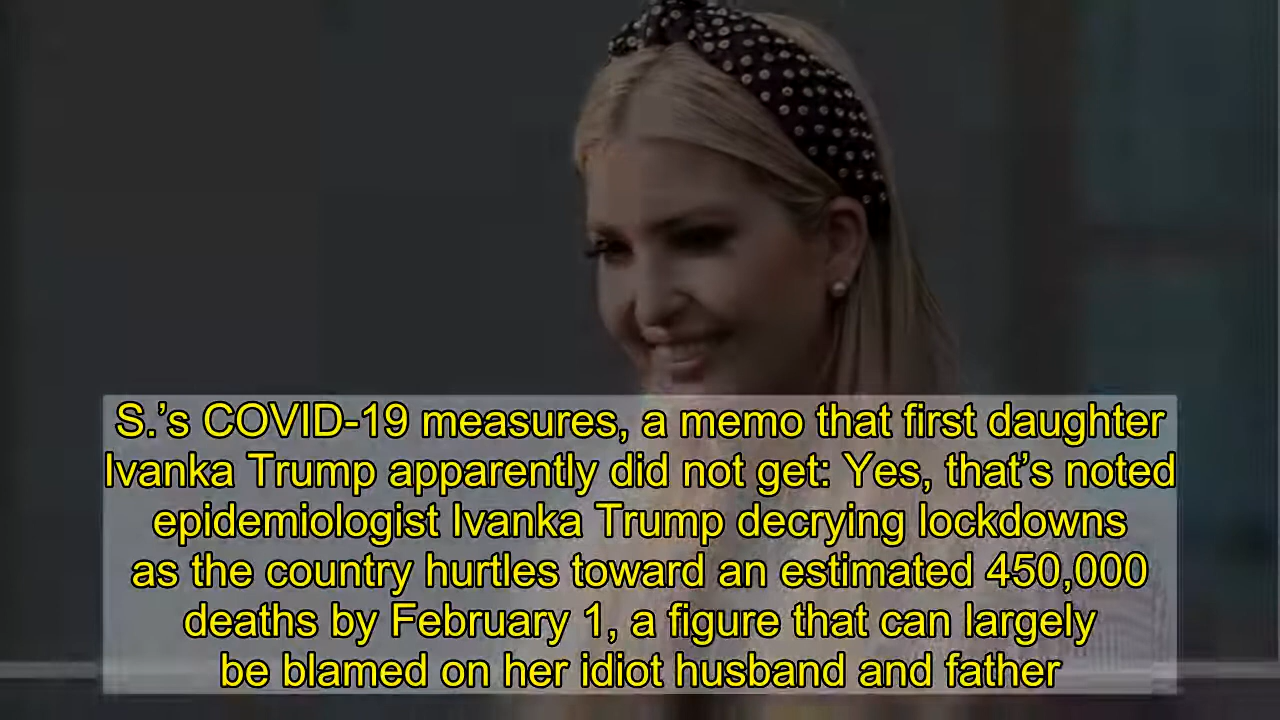 S.’s COVID-19 measures, a memo that first daughter
Ivanka Trump apparently did not get: Yes, that’s noted
epidemiologist Ivanka Trump decrying lockdowns
as the country hurtles toward an estimated 450,000
deaths by February 1, a figure that can largely
be blamed on her idiot husband and father